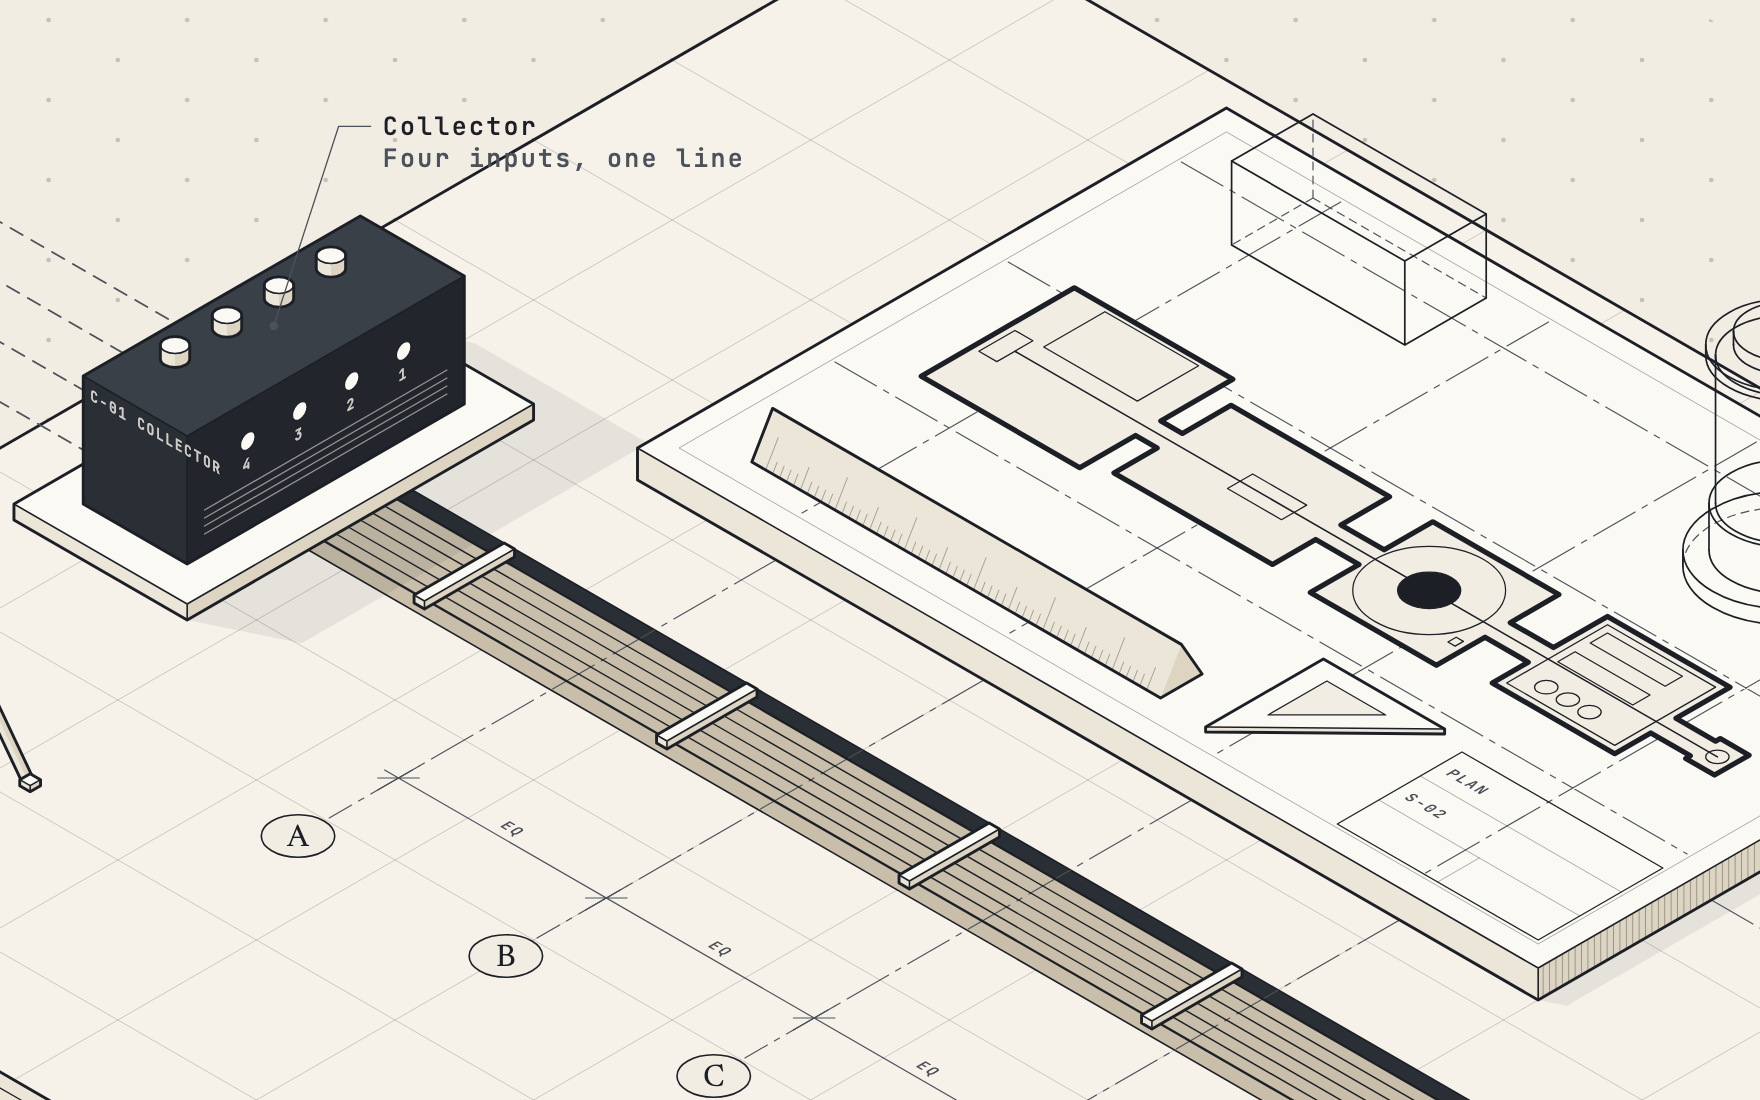 Collector
Four inputs, one line
C-01 COLLECTOR
1
2
3
4
A
EQ
B
EQ
C
EQ
PLAN
S-02